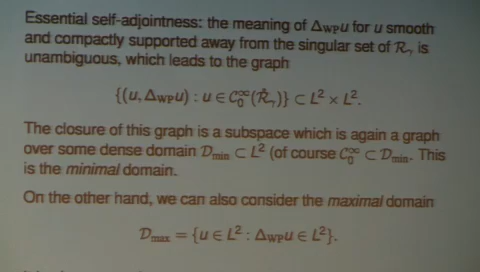 Essential self-adjointness: the meaning of Δ_WP u for u smooth
and compactly supported away from the singular set of R_γ is
unambiguous, which leads to the graph
{(u, Δ_WP u) : u ∈ C_0^∞(R̊_γ)} ⊂ L² × L².
The closure of this graph is a subspace which is again a graph
over some dense domain D_min ⊂ L² (of course C_0^∞ ⊂ D_min. This
is the minimal domain.
On the other hand, we can also consider the maximal domain
D_max = {u ∈ L² : Δ_WP u ∈ L²}.